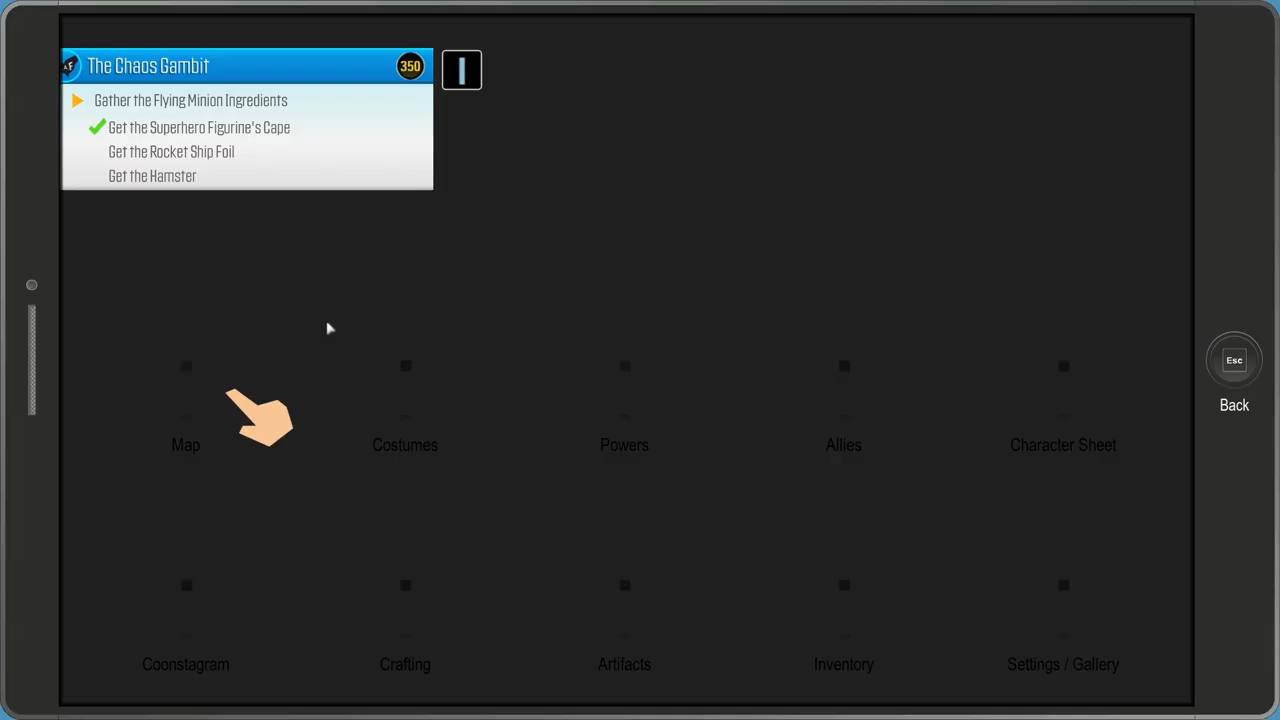 The Chaos Gambit 350
Gather the Flying Minion Ingredients
Get the Superhero Figurine's Cape
Get the Rocket Ship Foil
Get the Hamster
Esc
Back
Map Costumes Powers Allies Character Sheet
Coonstagram Crafting Artifacts Inventory Settings / Gallery